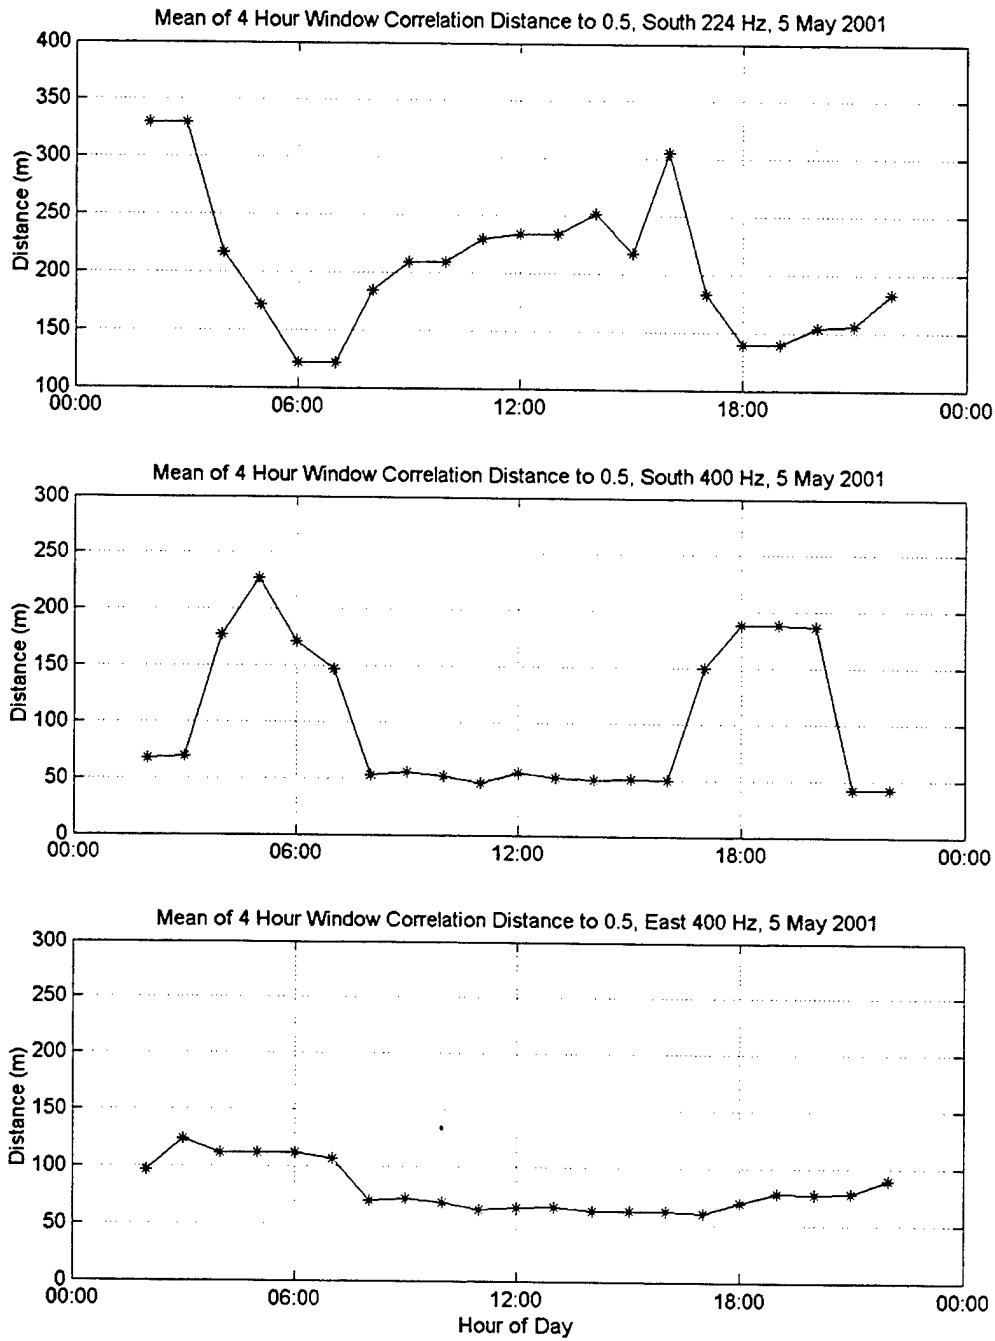 Mean of 4 Hour Window Correlation Distance to 0.5, South 224 Hz, 5 May 2001
400
350
300
250
200
150
100
Distance (m)
00:00 06:00 12:00 18:00 00:00
Mean of 4 Hour Window Correlation Distance to 0.5, South 400 Hz, 5 May 2001
300
250
200
150
100
50
0
Distance (m)
00:00 06:00 12:00 18:00 00:00
Mean of 4 Hour Window Correlation Distance to 0.5, East 400 Hz, 5 May 2001
300
250
200
150
100
50
0
Distance (m)
00:00 06:00 12:00 18:00 00:00
Hour of Day